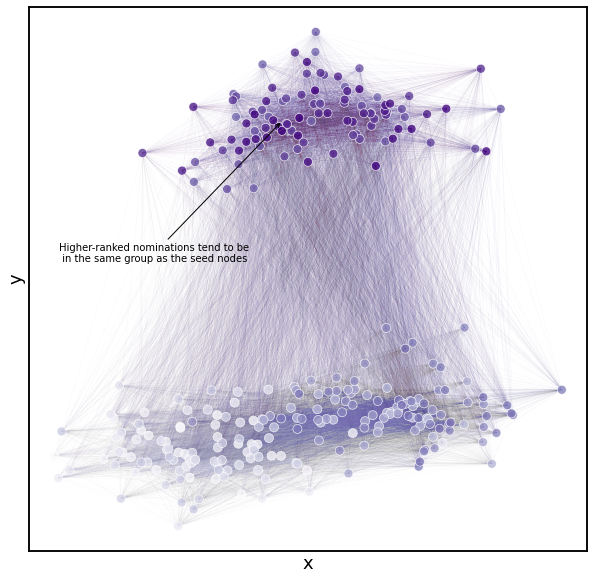 Higher-ranked nominations tend to be
in the same group as the seed nodes
y
x